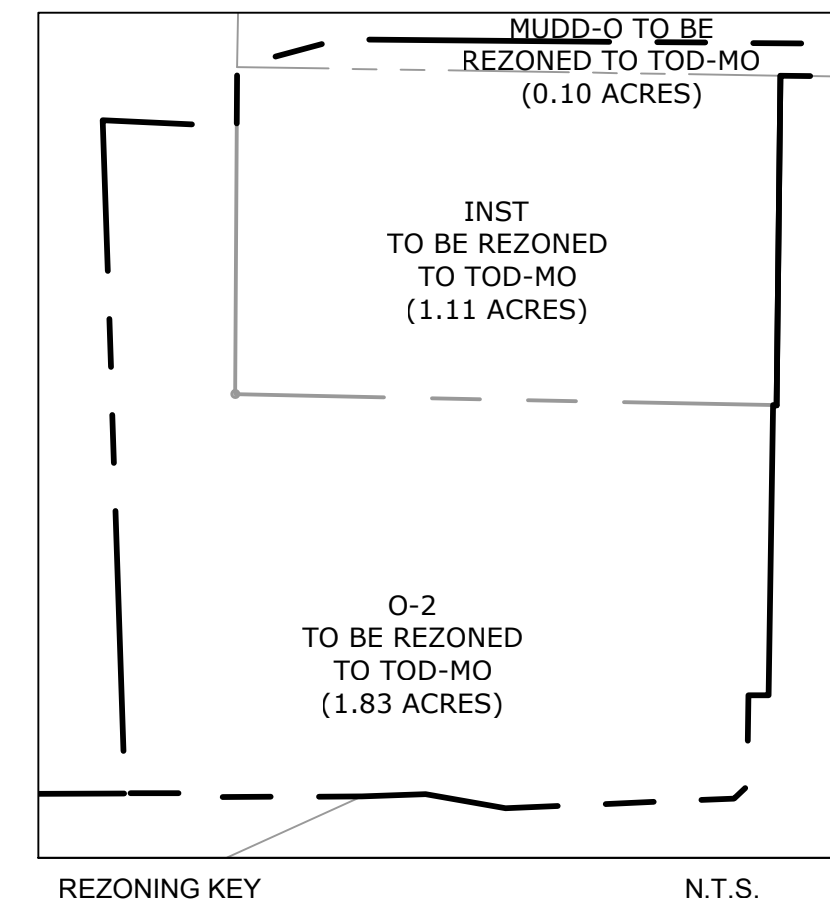 MUDD-O TO BE
REZONED TO TOD-MO
(0.10 ACRES)
INST
TO BE REZONED
TO TOD-MO
(1.11 ACRES)
O-2
TO BE REZONED
TO TOD-MO
(1.83 ACRES)
REZONING KEY
N.T.S.